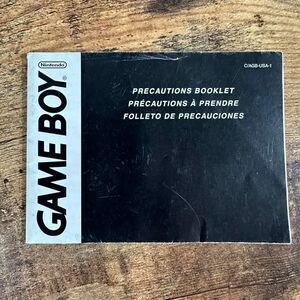 Nintendo
GAME BOY
C/AGB-USA-1
PRECAUTIONS BOOKLET
PRÉCAUTIONS À PRENDRE
FOLLETO DE PRECAUCIONES